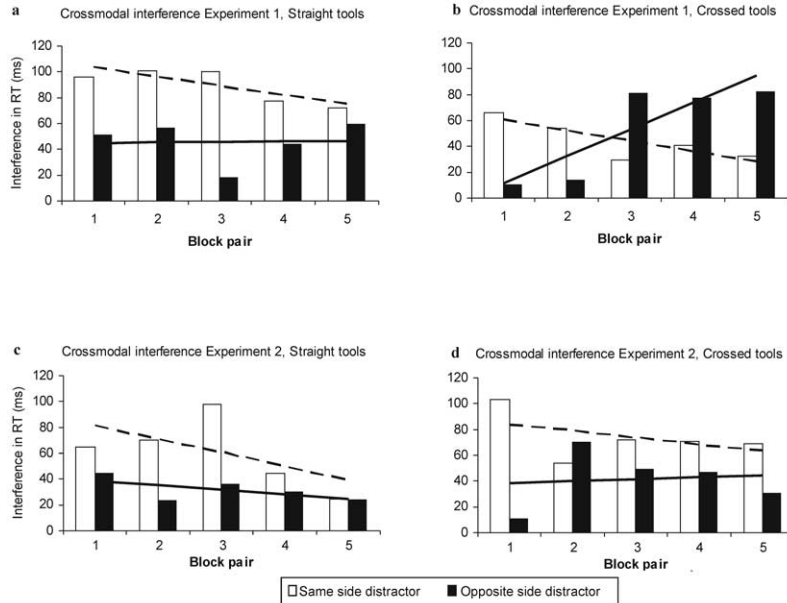 a Crossmodal interference Experiment 1, Straight tools
Interference in RT (ms)
120
100
80
60
40
20
0
1 2 3 4 5
Block pair
b Crossmodal interference Experiment 1, Crossed tools
120
100
80
60
40
20
0
1 2 3 4 5
Block pair
c Crossmodal interference Experiment 2, Straight tools
Interference in RT (ms)
120
100
80
60
40
20
0
1 2 3 4 5
Block pair
d Crossmodal interference Experiment 2, Crossed tools
120
100
80
60
40
20
0
1 2 3 4 5
Block pair
Same side distractor Opposite side distractor